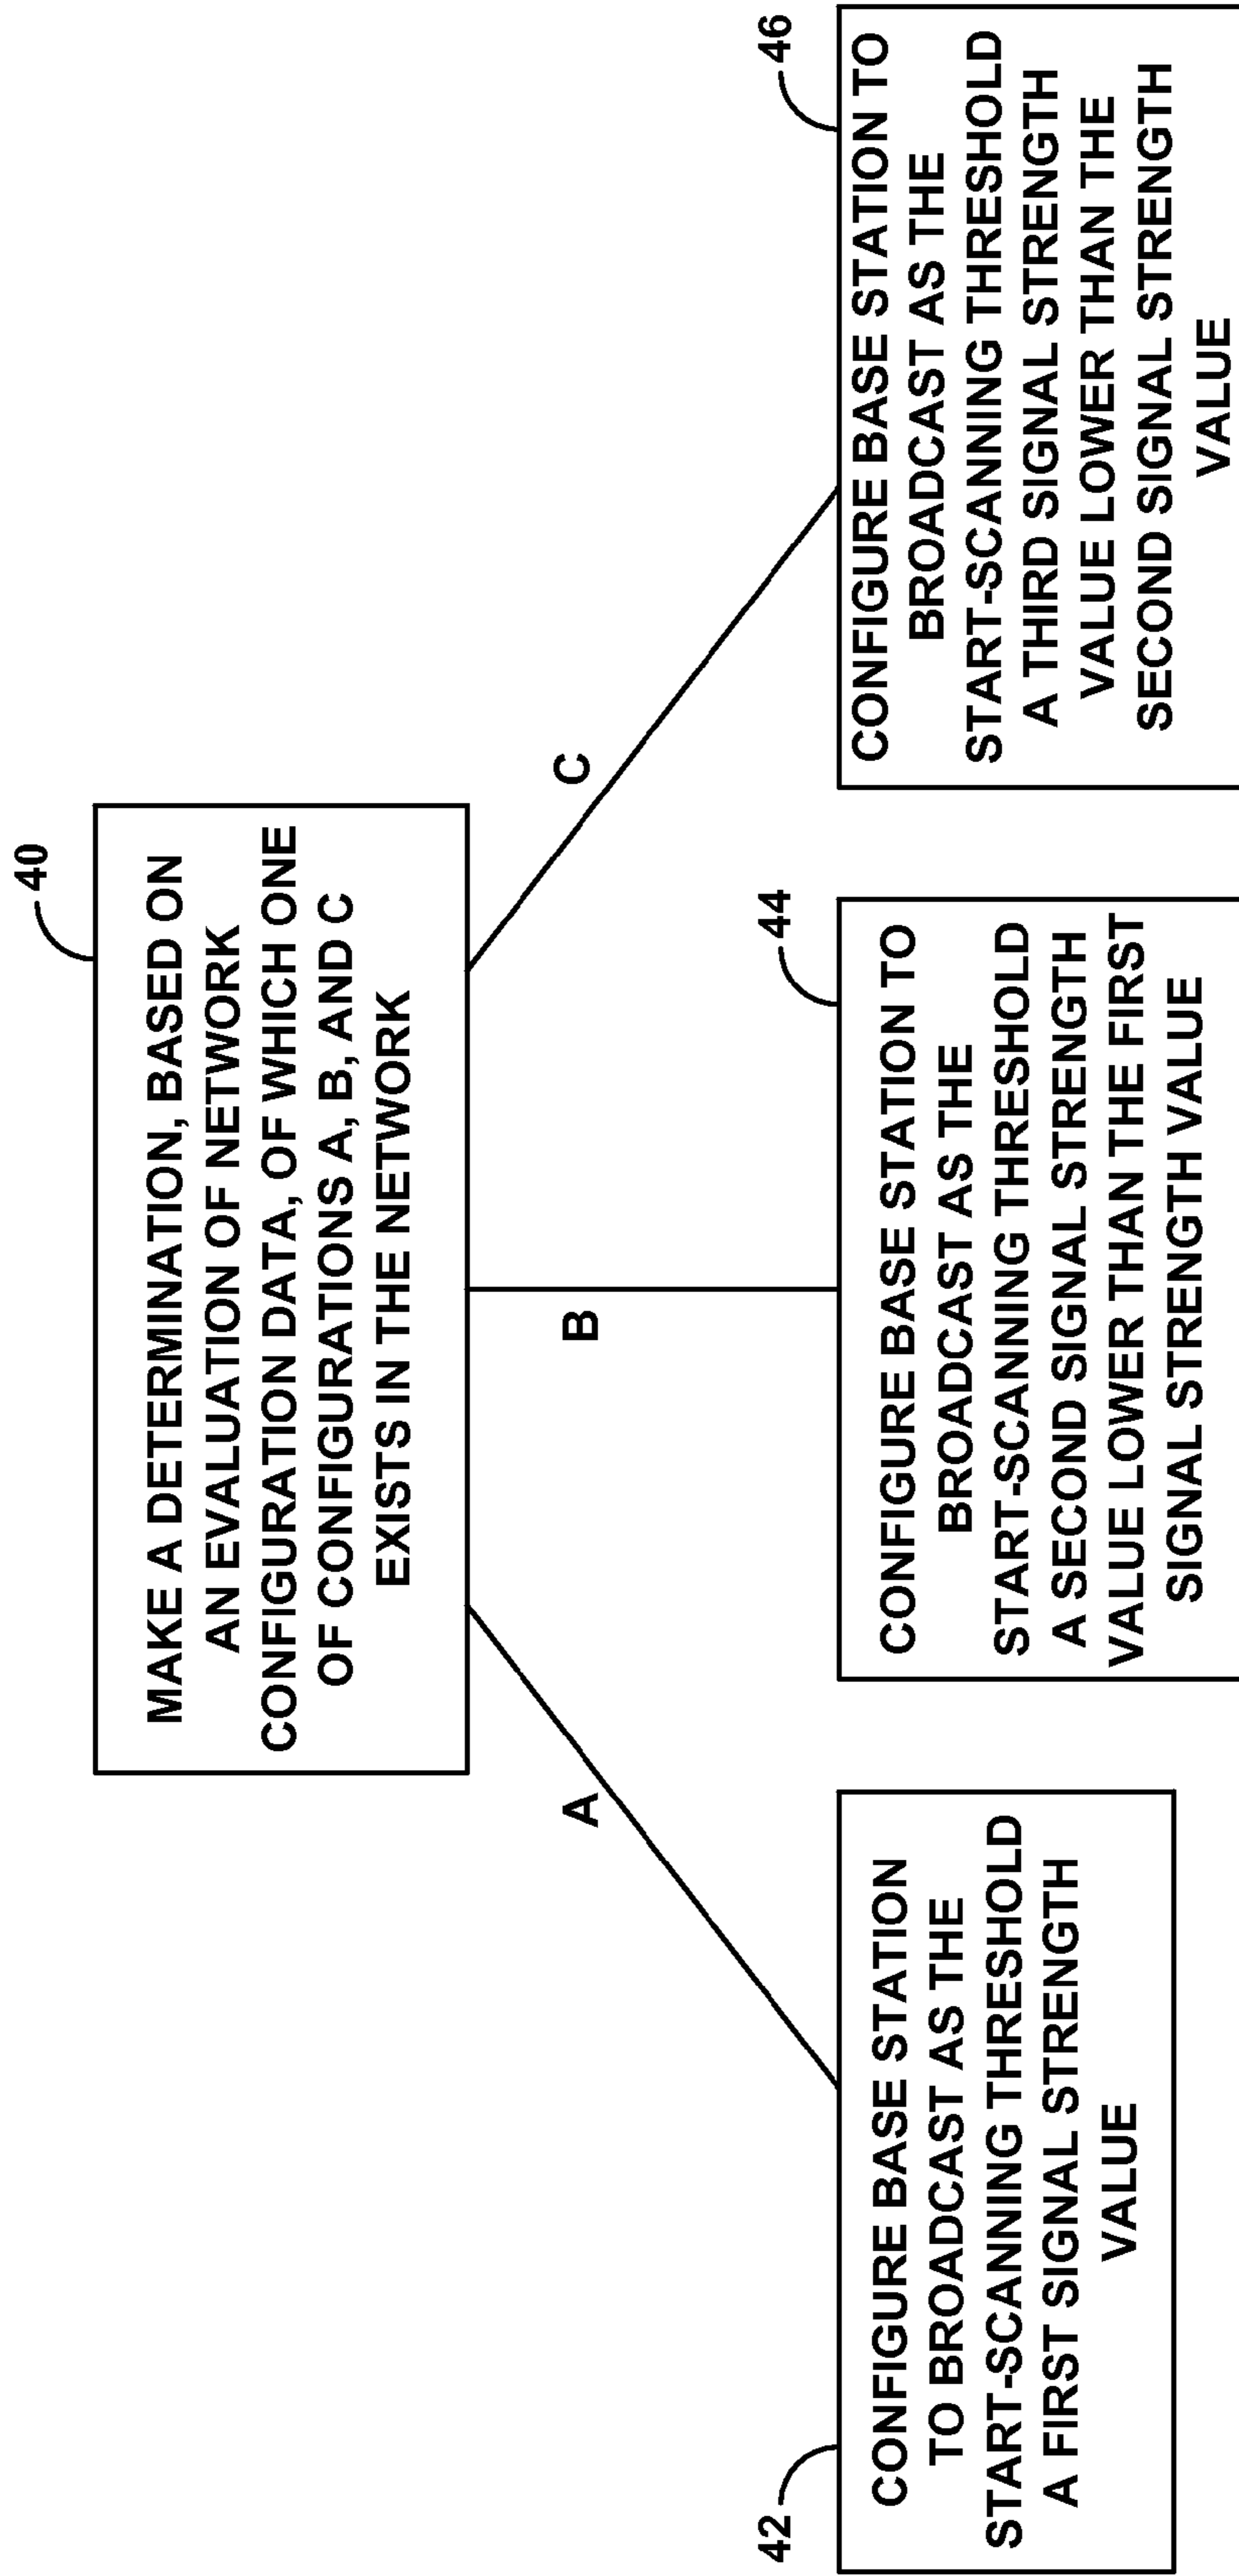 40
MAKE A DETERMINATION, BASED ON
AN EVALUATION OF NETWORK
CONFIGURATION DATA, OF WHICH ONE
OF CONFIGURATIONS A, B, AND C
EXISTS IN THE NETWORK
A
B
C
42
CONFIGURE BASE STATION
TO BROADCAST AS THE
START-SCANNING THRESHOLD
A FIRST SIGNAL STRENGTH
VALUE
44
CONFIGURE BASE STATION TO
BROADCAST AS THE
START-SCANNING THRESHOLD
A SECOND SIGNAL STRENGTH
VALUE LOWER THAN THE FIRST
SIGNAL STRENGTH VALUE
46
CONFIGURE BASE STATION TO
BROADCAST AS THE
START-SCANNING THRESHOLD
A THIRD SIGNAL STRENGTH
VALUE LOWER THAN THE
SECOND SIGNAL STRENGTH
VALUE